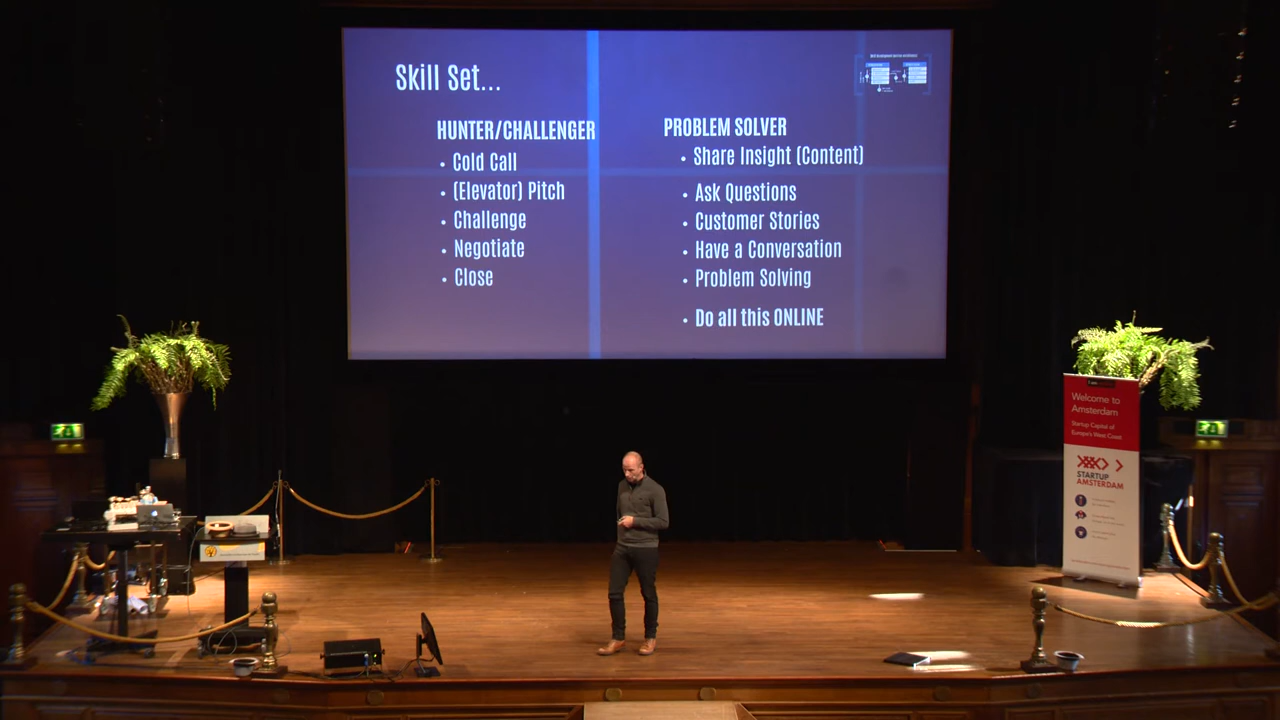 Skill Set...
HUNTER/CHALLENGER
• Cold Call
• (Elevator) Pitch
• Challenge
• Negotiate
• Close
PROBLEM SOLVER
• Share Insight (Content)
• Ask Questions
• Customer Stories
• Have a Conversation
• Problem Solving
• Do all this ONLINE
Welcome to
Amsterdam
Startup Capital of
Europe's West Coast
STARTUP
AMSTERDAM